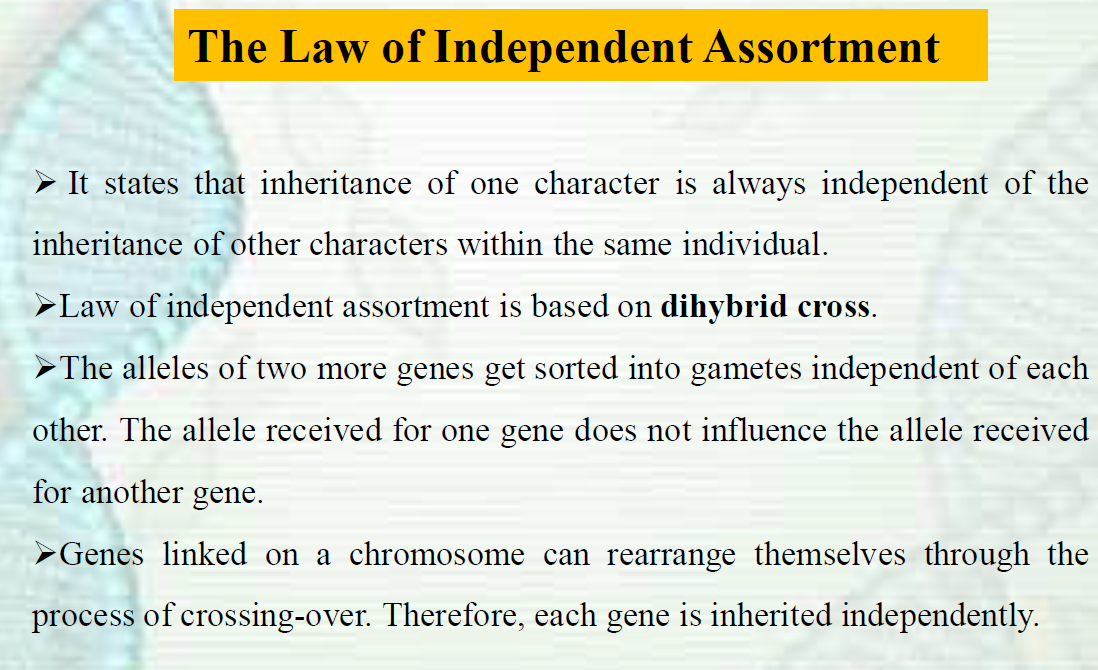 The Law of Independent Assortment
➢ It states that inheritance of one character is always independent of the
inheritance of other characters within the same individual.
➢Law of independent assortment is based on dihybrid cross.
➢The alleles of two more genes get sorted into gametes independent of each
other. The allele received for one gene does not influence the allele received
for another gene.
➢Genes linked on a chromosome can rearrange themselves through the
process of crossing-over. Therefore, each gene is inherited independently.